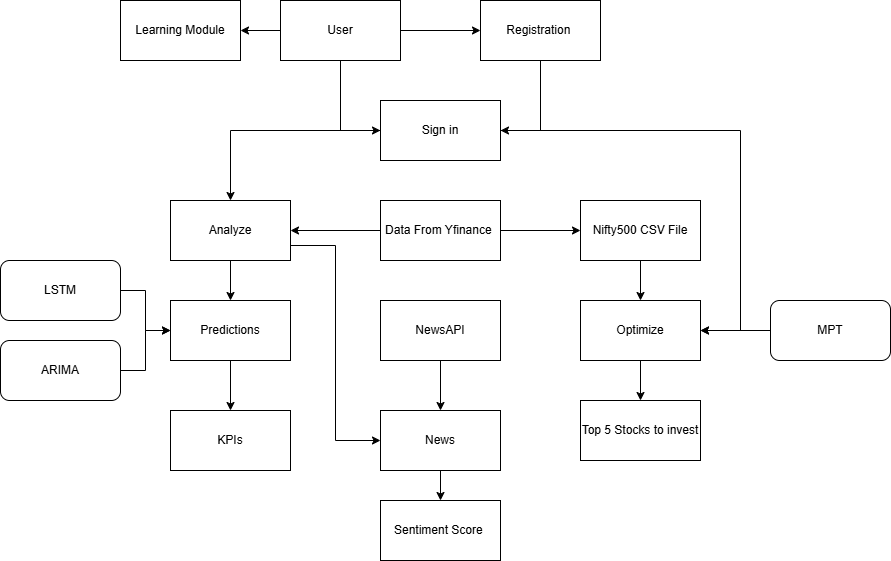 Learning Module
User
Registration
Sign in
Analyze
Data From Yfinance
Nifty500 CSV File
LSTM
Predictions
NewsAPI
Optimize
MPT
ARIMA
KPIs
News
Top 5 Stocks to invest
Sentiment Score